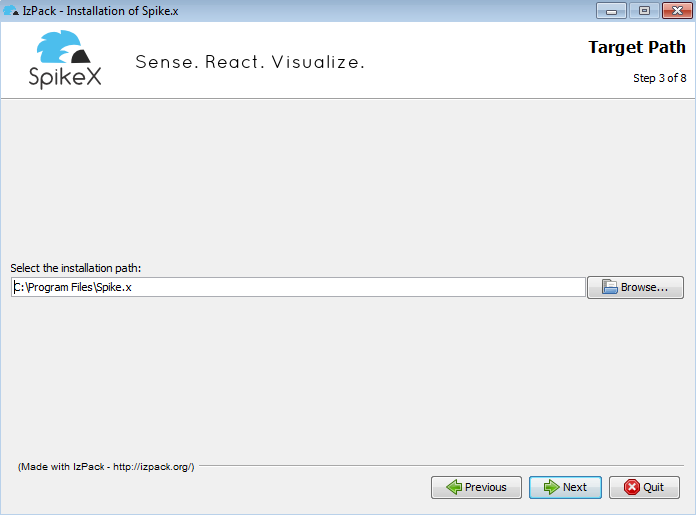 IzPack - Installation of Spike.x
SpikeX
Sense. React. Visualize.
Target Path
Step 3 of 8
Select the installation path:
C:\Program Files\Spike.x
Browse...
(Made with IzPack - http://izpack.org/)
Previous
Next
Quit